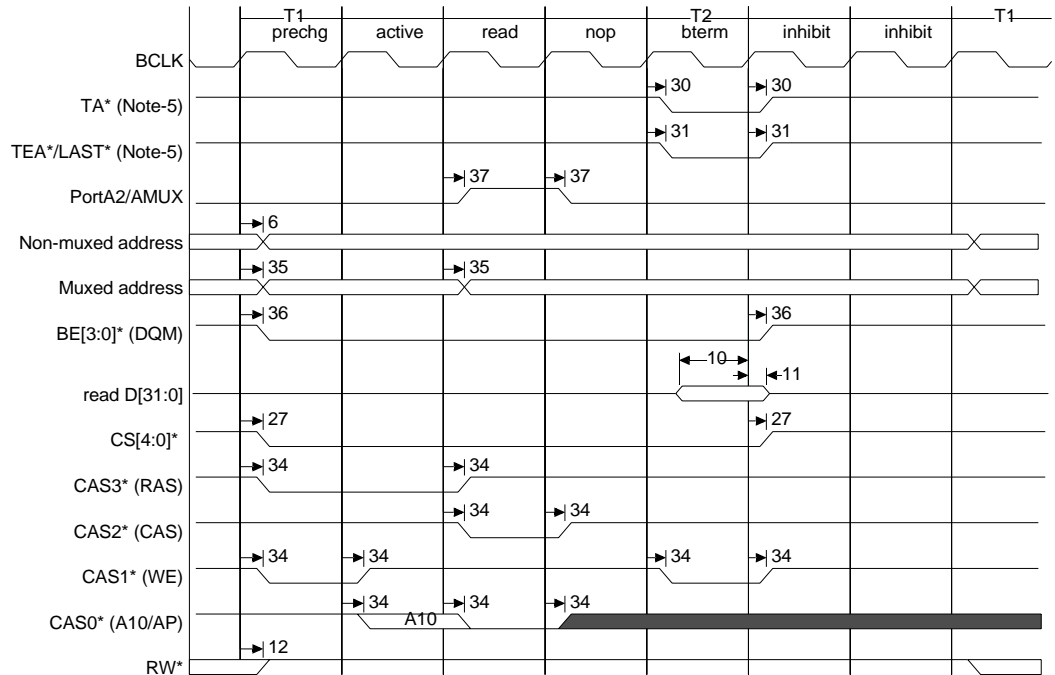 T1 T2 T1
prechg active read nop bterm inhibit inhibit
BCLK
30 30
TA* (Note-5)
31 31
TEA*/LAST* (Note-5)
37 37
PortA2/AMUX
6
Non-muxed address
35 35
Muxed address
36 36
BE[3:0]* (DQM)
10
11
read D[31:0]
27 27
CS[4:0]*
34 34
CAS3* (RAS)
34 34
CAS2* (CAS)
34 34 34 34
CAS1* (WE)
34 34 34
A10
CAS0* (A10/AP)
12
RW*